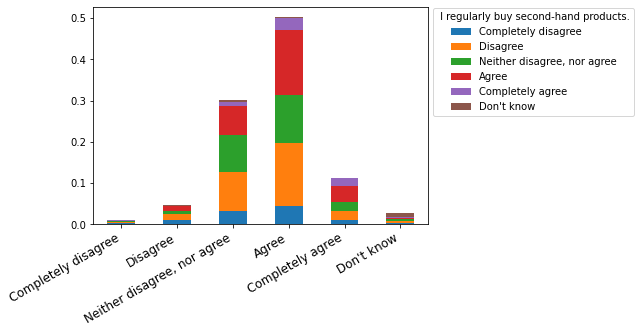 0.5
0.4
0.3
0.2
0.1
0.0
Completely disagree
Disagree
Neither disagree, nor agree
Agree
Completely agree
Don't know
I regularly buy second-hand products.
Completely disagree
Disagree
Neither disagree, nor agree
Agree
Completely agree
Don't know